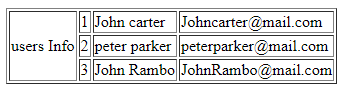 1 John carter Johncarter@mail.com
users Info 2 peter parker peterparker@mail.com
3 John Rambo JohnRambo@mail.com